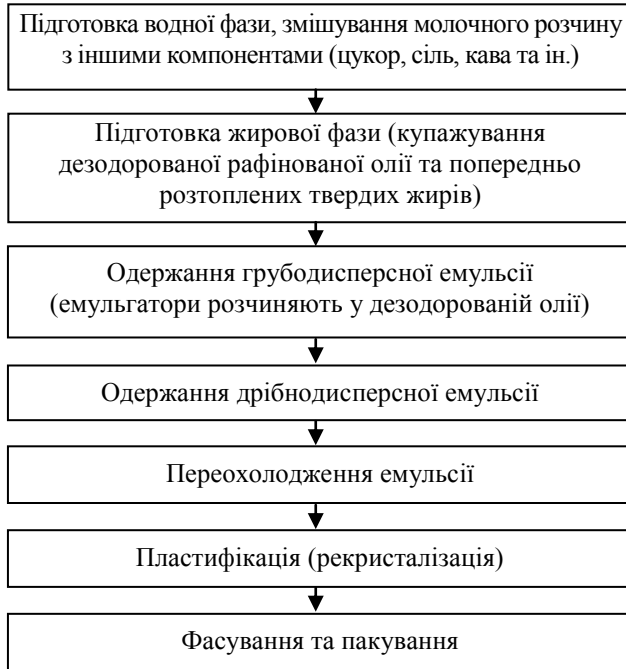 Підготовка водної фази, змішування молочного розчину
з іншими компонентами (цукор, сіль, кава та ін.)
Підготовка жирової фази (купажування
дезодорованої рафінованої олії та попередньо
розтоплених твердих жирів)
Одержання грубодисперсної емульсії
(емульгатори розчиняють у дезодорованій олії)
Одержання дрібнодисперсної емульсії
Переохолодження емульсії
Пластифікація (рекристалізація)
Фасування та пакування